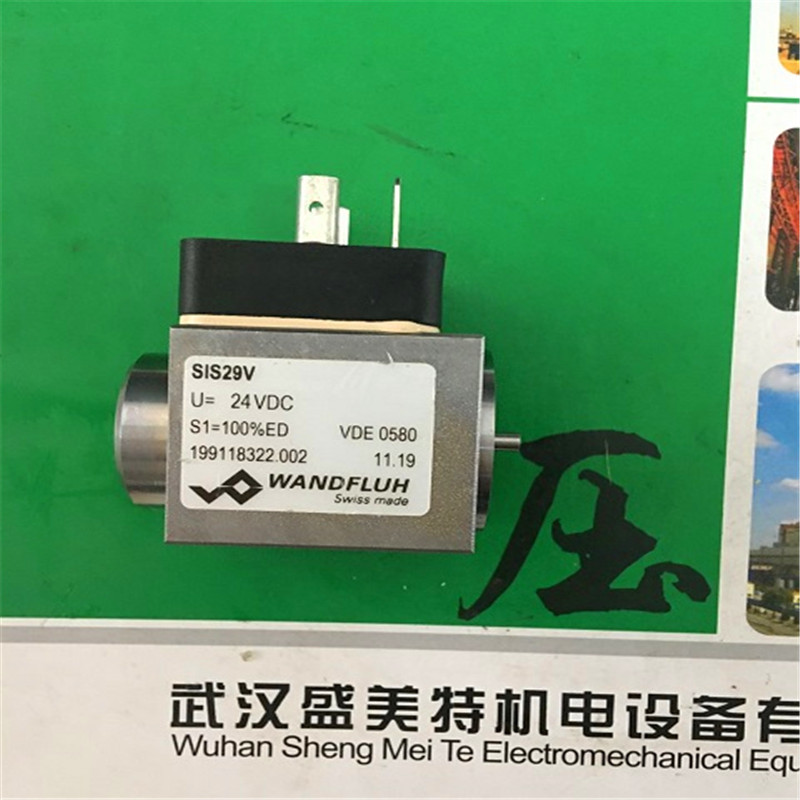 SIS29V
U= 24VDC
S1=100%ED VDE 0580
199118322.002 11.19
WANDFLUH
Swiss made
压
武汉盛美特机电设备有
Wuhan Sheng Mei Te Electromechanical Equ